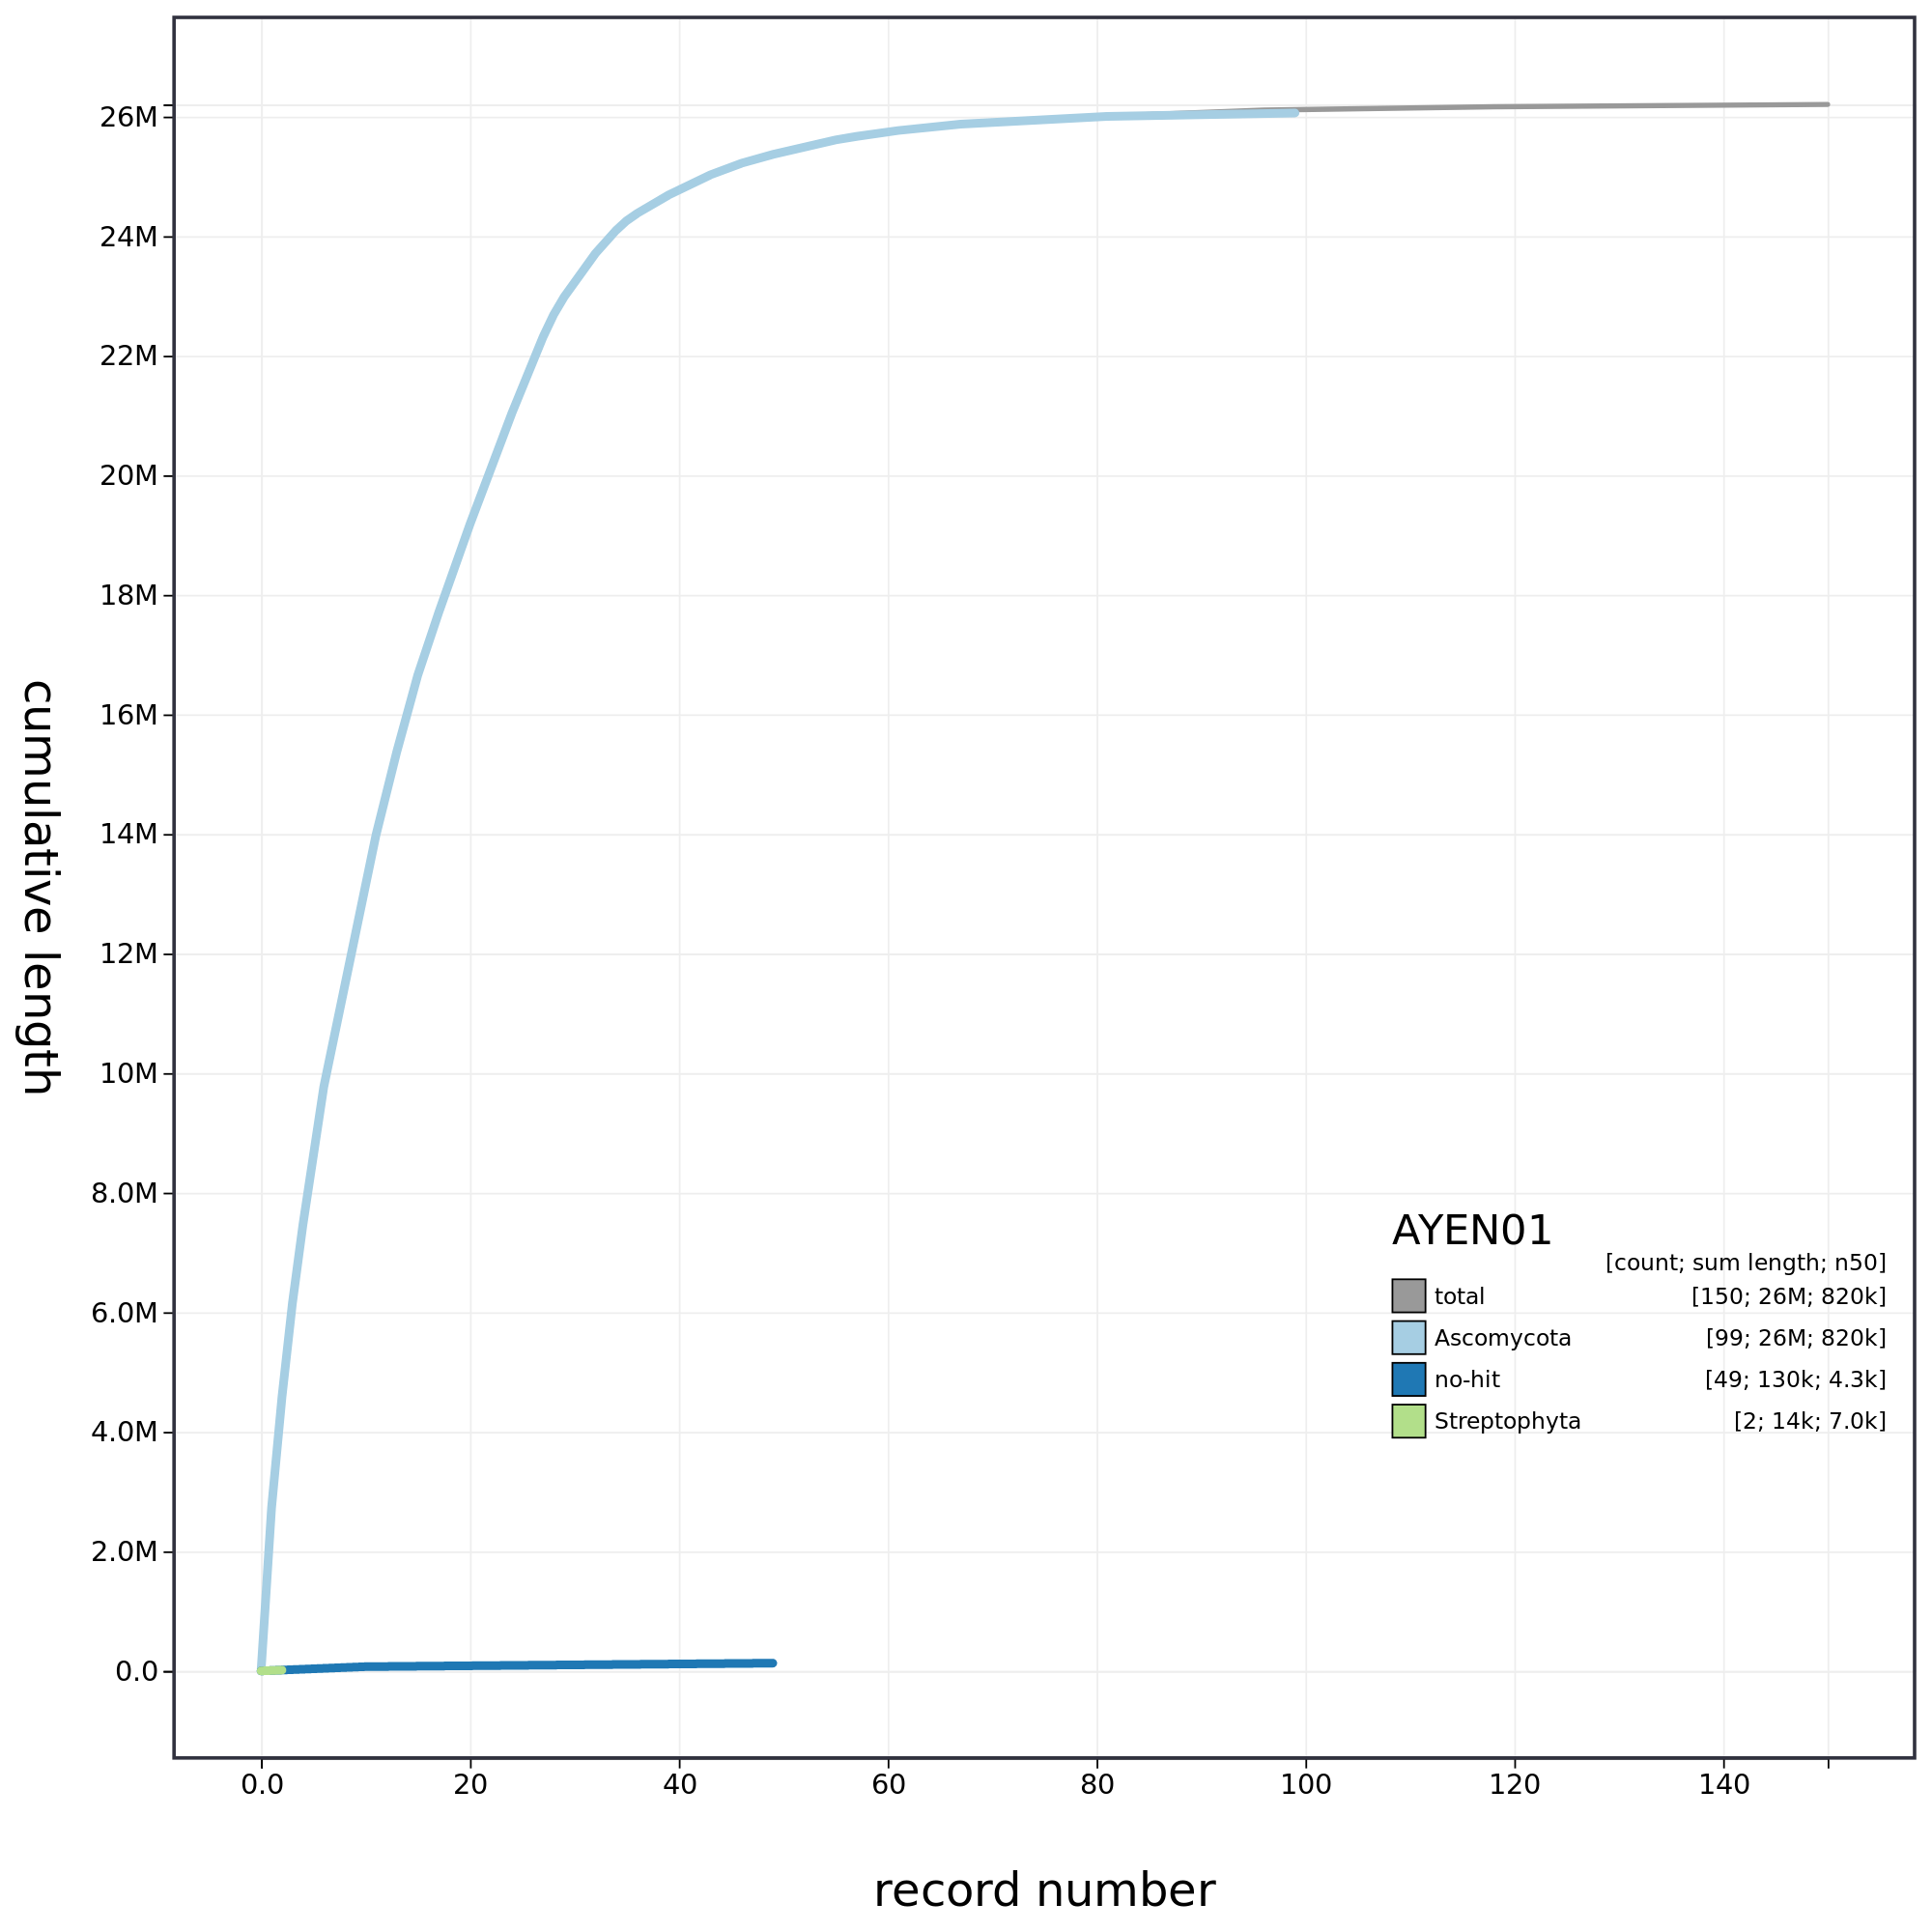 26M
24M
22M
20M
18M
16M
14M
12M
10M
8.0M
6.0M
4.0M
2.0M
0.0
cumulative length
AYEN01
[count; sum length; n50]
total [150; 26M; 820k]
Ascomycota [99; 26M; 820k]
no-hit [49; 130k; 4.3k]
Streptophyta [2; 14k; 7.0k]
0.0 20 40 60 80 100 120 140
record number